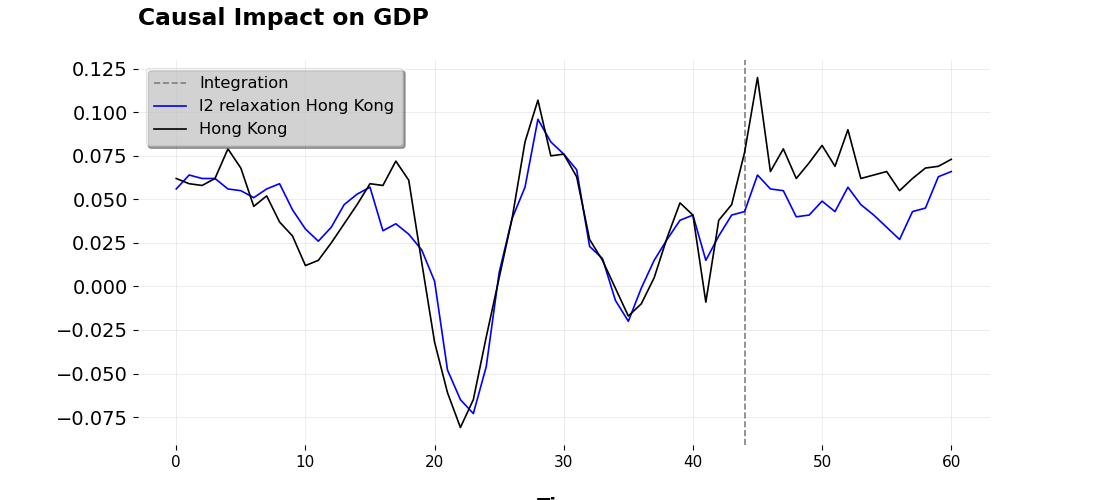 Causal Impact on GDP
Integration
l2 relaxation Hong Kong
Hong Kong
0.125
0.100
0.075
0.050
0.025
0.000
−0.025
−0.050
−0.075
0 10 20 30 40 50 60